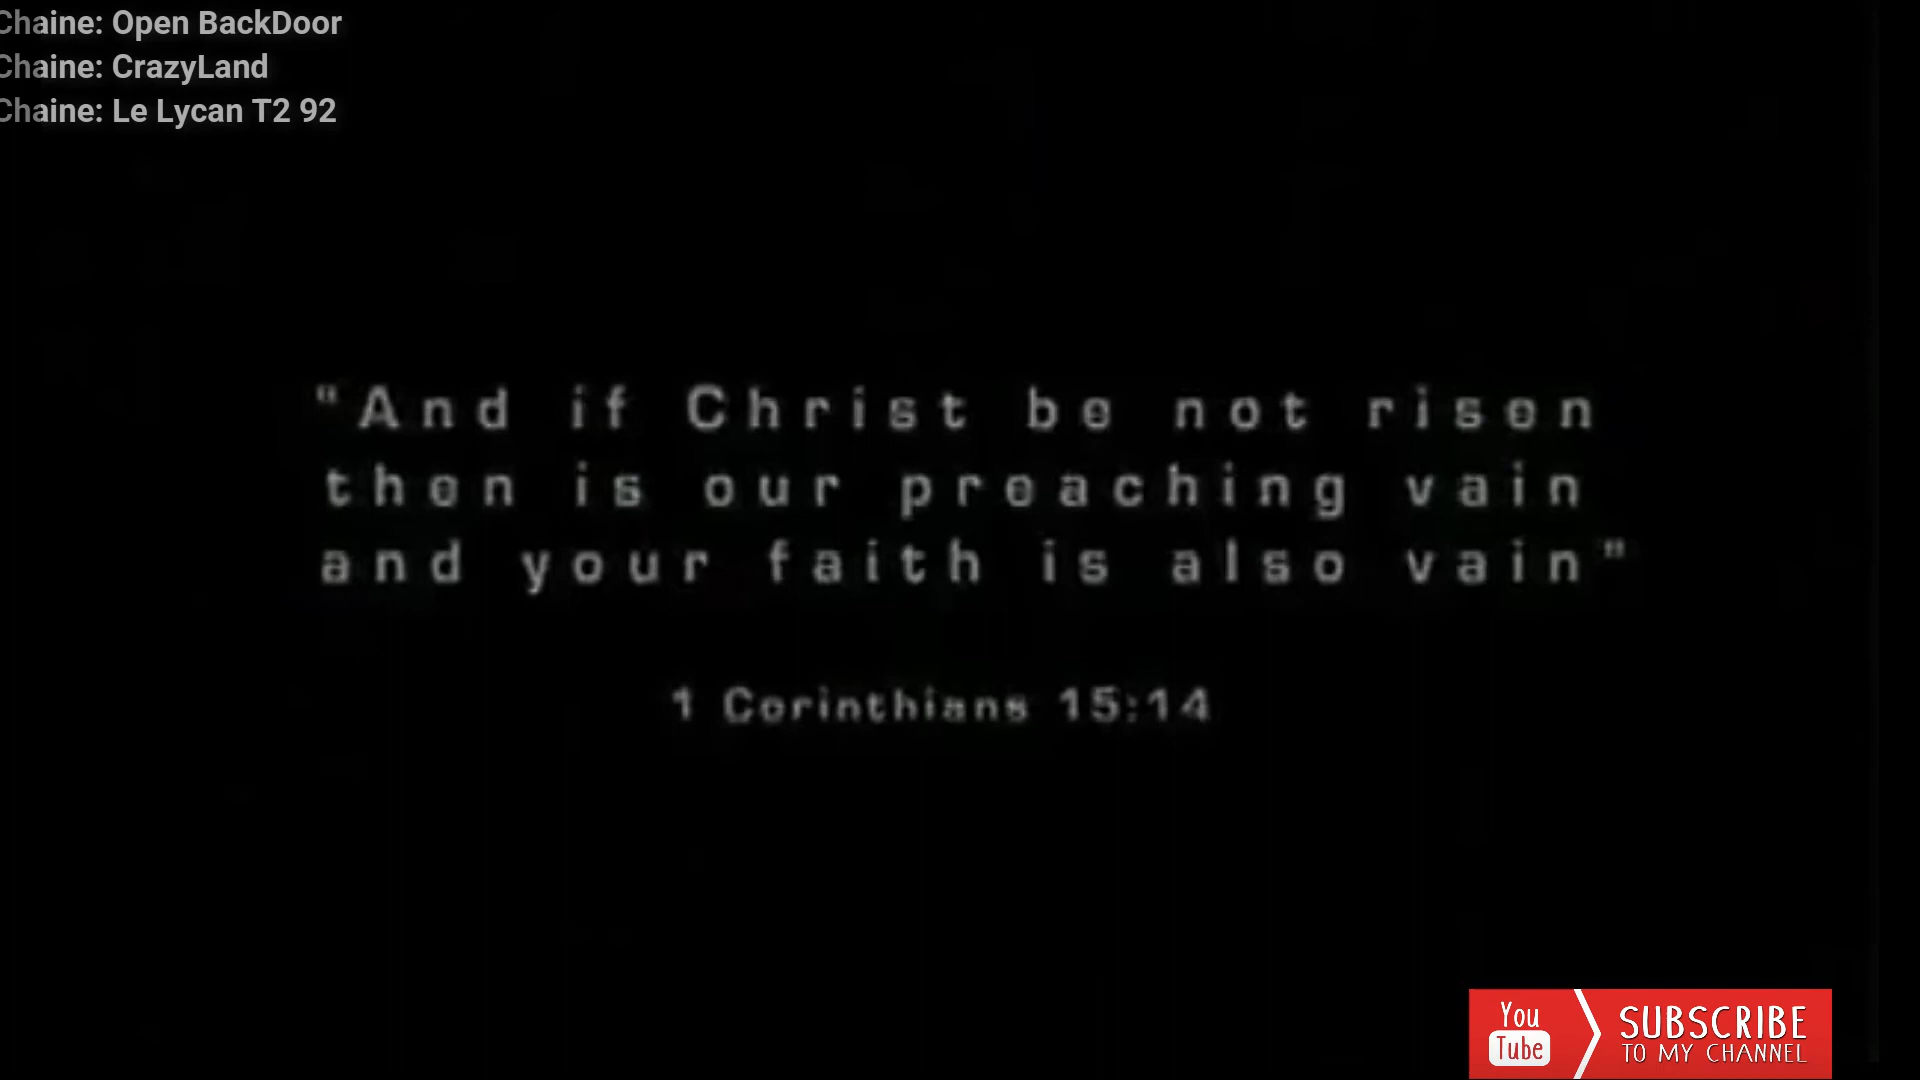 Chaine: Open BackDoor
Chaine: CrazyLand
Chaine: Le Lycan T2 92
"And if Christ be not risen
then is our preaching vain
and your faith is also vain"
1 Corinthians 15:14
You
Tube
SUBSCRIBE
TO MY CHANNEL